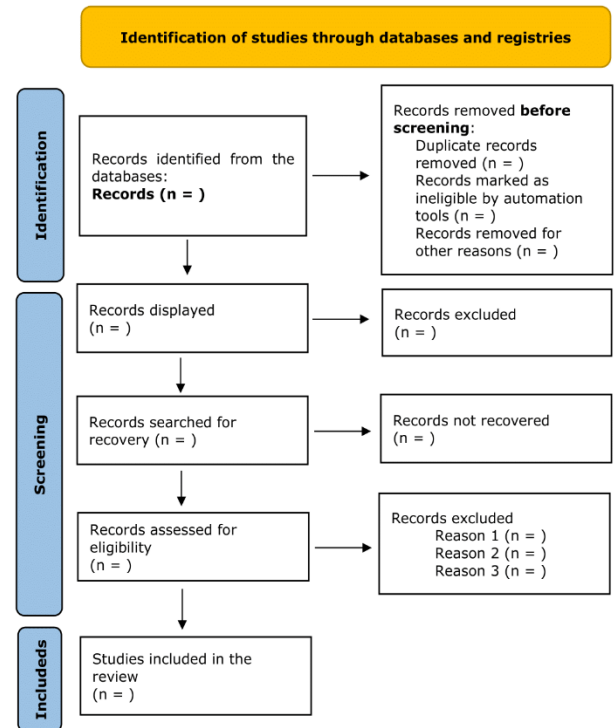 Identification of studies through databases and registries
Identification
Records identified from the
databases:
Records (n = )
Records removed before
screening:
Duplicate records
removed (n = )
Records marked as
ineligible by automation
tools (n = )
Records removed for
other reasons (n = )
Screening
Records displayed
(n = )
Records excluded
(n = )
Records searched for
recovery (n = )
Records not recovered
(n = )
Records assessed for
eligibility
(n = )
Records excluded
Reason 1 (n = )
Reason 2 (n = )
Reason 3 (n = )
Includeds
Studies included in the
review
(n = )